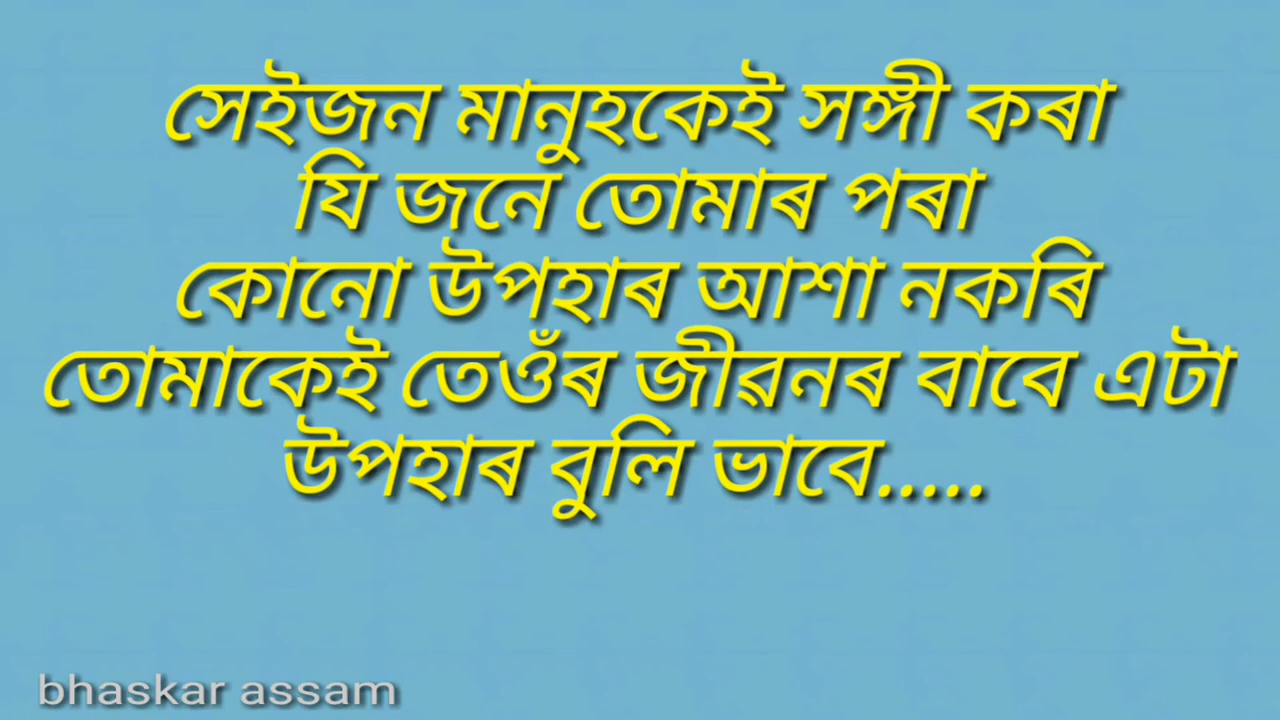 সেইজন মানুহকেই সঙ্গী কৰা
যি জনে তোমাৰ পৰা
কোনো উপহাৰ আশা নকৰি
তোমাকেই তেওঁৰ জীৱনৰ বাবে এটা
উপহাৰ বুলি ভাবে.....
bhaskar assam